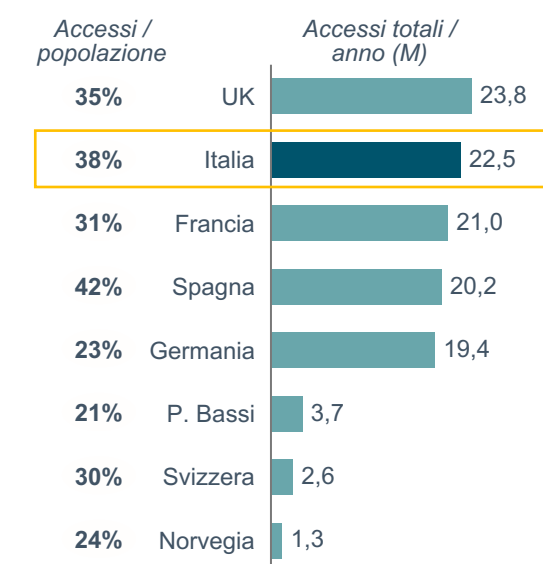 Accessi /
popolazione
Accessi totali /
anno (M)
35% UK 23,8
38% Italia 22,5
31% Francia 21,0
42% Spagna 20,2
23% Germania 19,4
21% P. Bassi 3,7
30% Svizzera 2,6
24% Norvegia 1,3